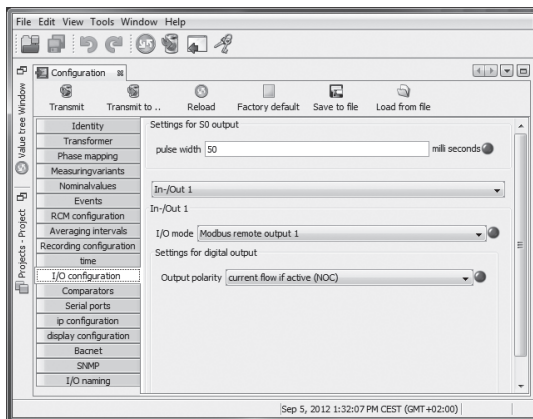 File Edit View Tools Window Help
Configuration
Transmit Transmit to .. Reload Factory default Save to file Load from file
Value tree Window
Projects - Project
Identity
Transformer
Phase mapping
Measuringvariants
Nominalvalues
Events
RCM configuration
Averaging intervals
Recording configuration
time
I/O configuration
Comparators
Serial ports
ip configuration
display configuration
Bacnet
SNMP
I/O naming
Settings for S0 output
pulse width 50 milli seconds
In-/Out 1
In-/Out 1
I/O mode Modbus remote output 1
Settings for digital output
Output polarity current flow if active (NOC)
Sep 5, 2012 1:32:07 PM CEST (GMT+02:00)